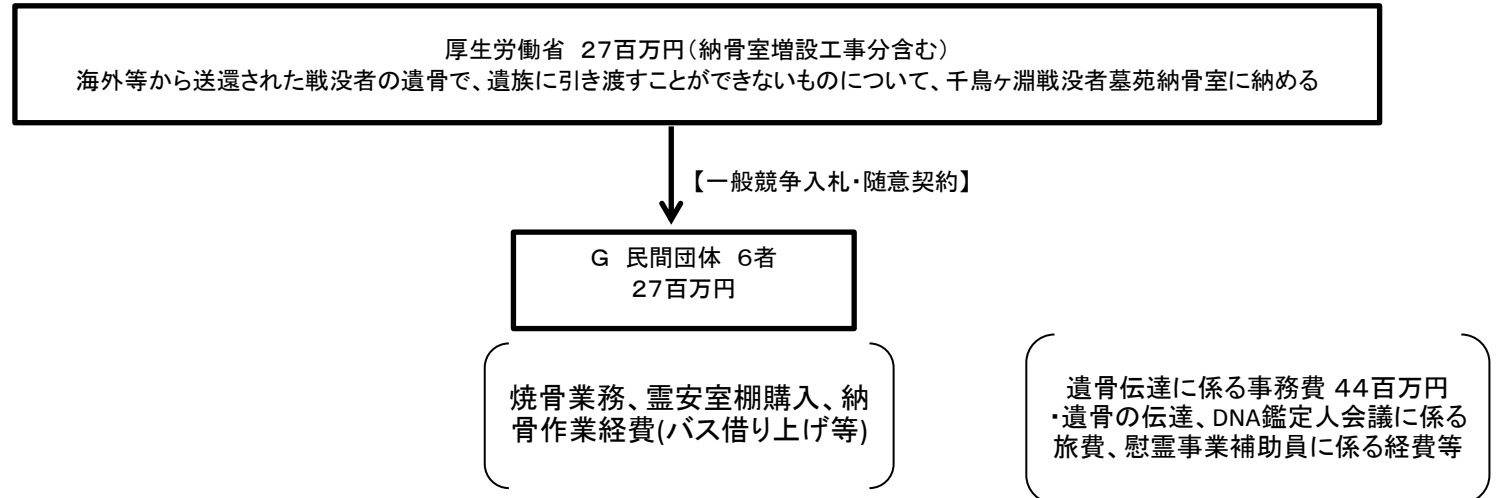 厚生労働省 27百万円(納骨室増設工事分含む)
海外等から送還された戦没者の遺骨で、遺族に引き渡すことができないものについて、千鳥ヶ淵戦没者墓苑納骨室に納める
【一般競争入札・随意契約】
G 民間団体 6者
27百万円
焼骨業務、霊安室棚購入、納
骨作業経費(バス借り上げ等)
遺骨伝達に係る事務費 44百万円
・遺骨の伝達、DNA鑑定人会議に係る
旅費、慰霊事業補助員に係る経費等